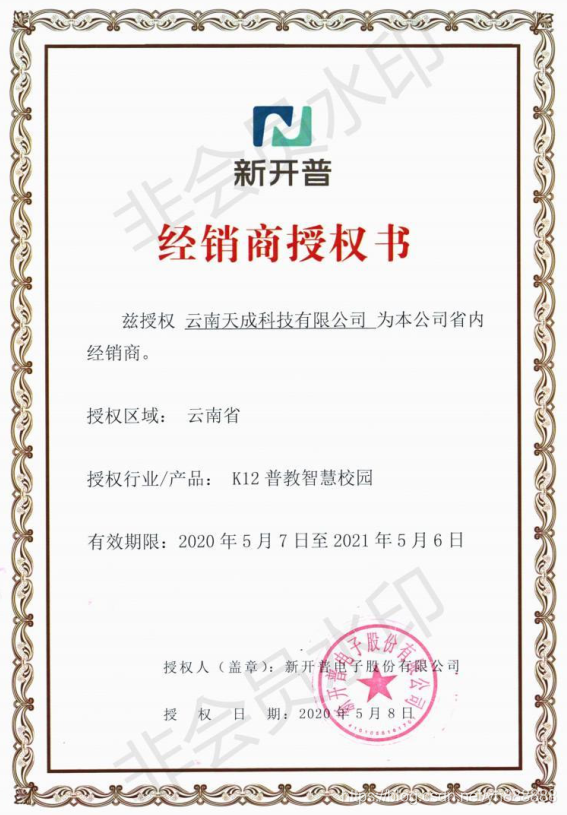 非会员水印
新开普
经销商授权书
兹授权 云南天成科技有限公司 为本公司省内
经销商。
授权区域: 云南省
授权行业/产品: K12 普教智慧校园
有效期限:2020 年 5 月 7 日至 2021 年 5 月 6 日
非会员水印
新开普电子股份有限公司
授权人(盖章):新开普电子股份有限公司
授 权 日 期:2020 年 5 月 8 日